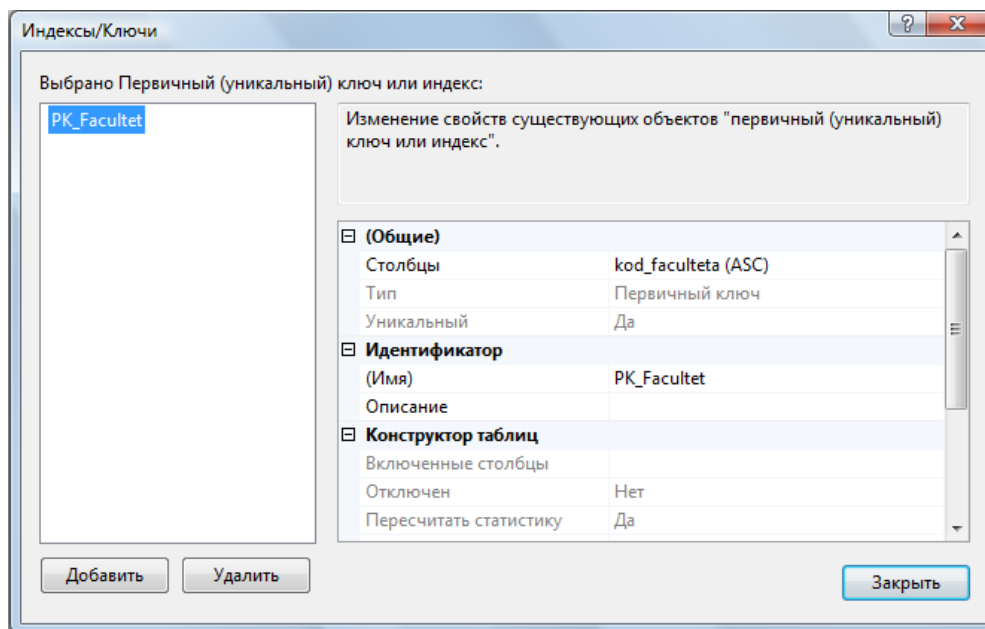 Индексы/Ключи
Выбрано Первичный (уникальный) ключ или индекс:
PK_Facultet
Изменение свойств существующих объектов "первичный (уникальный)
ключ или индекс".
(Общие)
Столбцы kod_faculteta (ASC)
Тип Первичный ключ
Уникальный Да
Идентификатор
(Имя) PK_Facultet
Описание
Конструктор таблиц
Включенные столбцы
Отключен Нет
Пересчитать статистику Да
Добавить Удалить
Закрыть